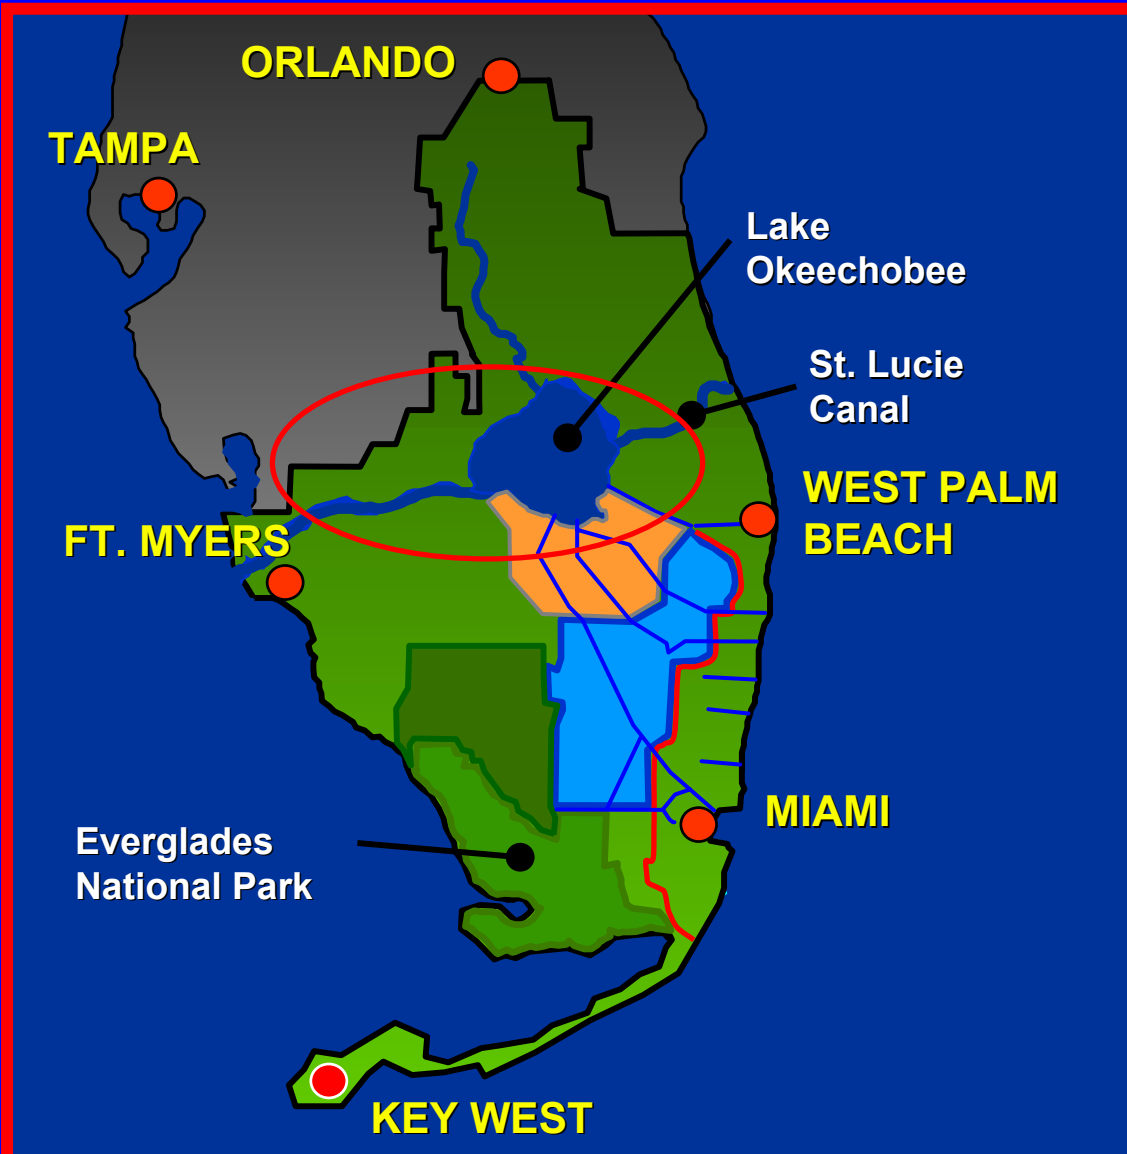 ORLANDO
TAMPA
Lake
Okeechobee
St. Lucie
Canal
WEST PALM
BEACH
FT. MYERS
MIAMI
Everglades
National Park
KEY WEST